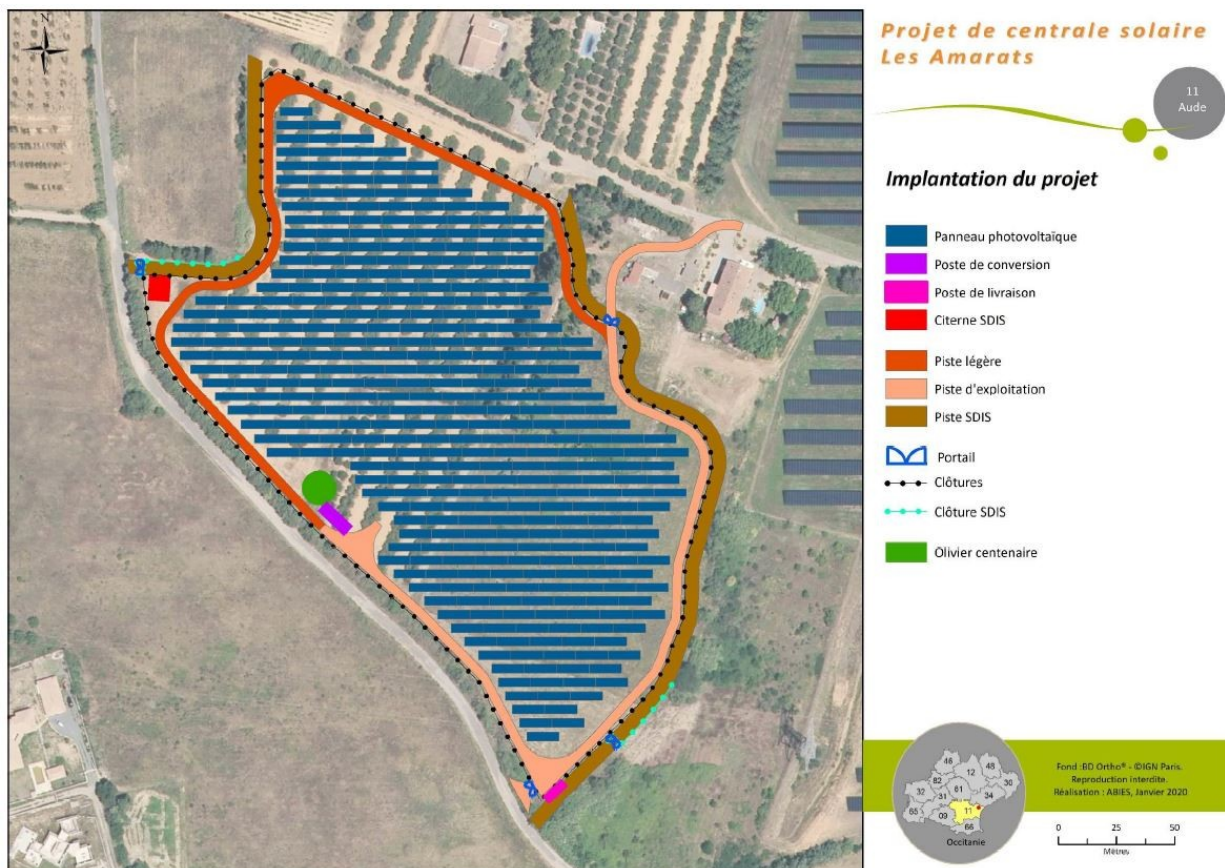 N
Projet de centrale solaire
Les Amarats
11
Aude
Implantation du projet
Panneau photovoltaïque
Poste de conversion
Poste de livraison
Citerne SDIS
Piste légère
Piste d'exploitation
Piste SDIS
Portail
Clôtures
Clôture SDIS
Olivier centenaire
46
48
12
82
30
32
81
34
31
65
09
11
66
Occitanie
Fond :BD Ortho® - ©IGN Paris.
Reproduction interdite.
Réalisation : ABIES, Janvier 2020
0 25 50
Mètres